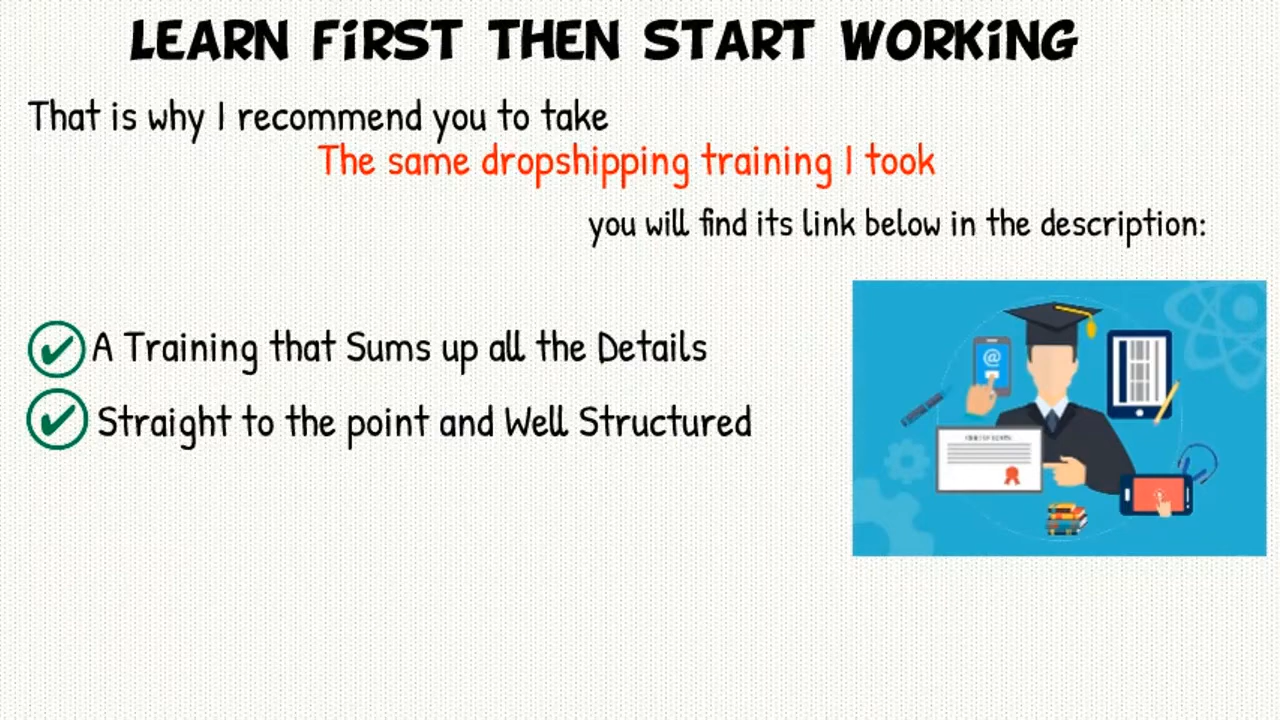 LEARN FiRST THEN START WORKiNG
That is why I recommend you to take
The same dropshipping training I took
you will find its link below in the description:
A Training that Sums up all the Details
Straight to the point and Well Structured
@